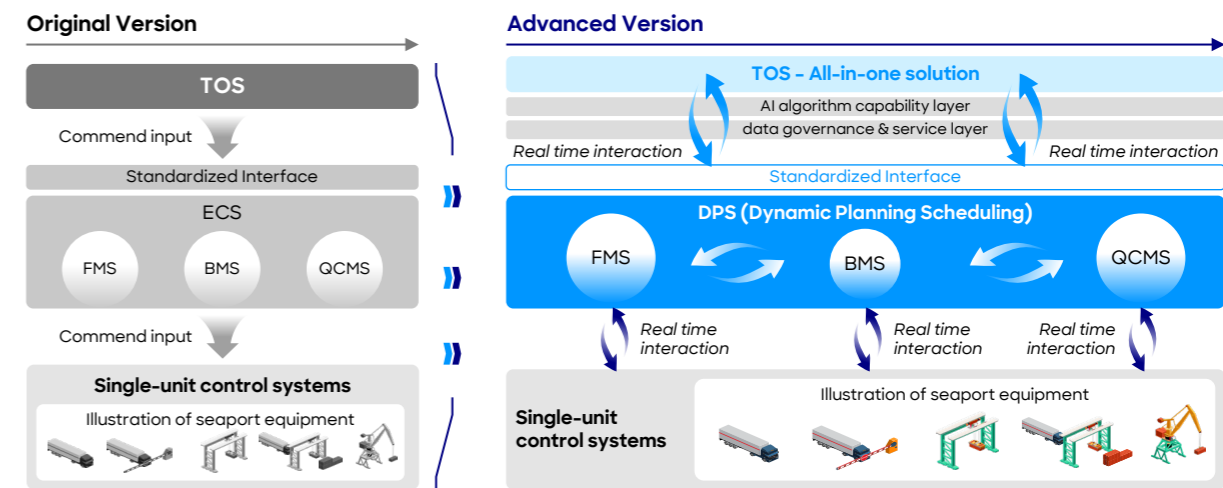 Original Version
TOS
Commend input
Standardized Interface
ECS
FMS
BMS
QCMS
Commend input
Single-unit control systems
Illustration of seaport equipment
Advanced Version
TOS - All-in-one solution
AI algorithm capability layer
data governance & service layer
Real time interaction
Real time interaction
Standardized Interface
DPS (Dynamic Planning Scheduling)
FMS
BMS
QCMS
Real time
interaction
Real time
interaction
Real time
interaction
Single-unit
control systems
Illustration of seaport equipment